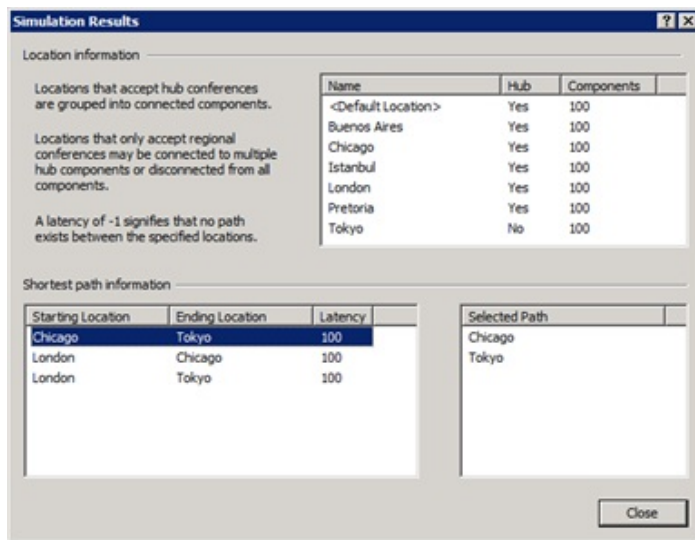 Simulation Results
Location information
Locations that accept hub conferences
are grouped into connected components.
Locations that only accept regional
conferences may be connected to multiple
hub components or disconnected from all
components.
A latency of -1 signifies that no path
exists between the specified locations.
Name Hub Components
<Default Location> Yes 100
Buenos Aires Yes 100
Chicago Yes 100
Istanbul Yes 100
London Yes 100
Pretoria Yes 100
Tokyo No 100
Shortest path information
Starting Location Ending Location Latency
Chicago Tokyo 100
London Chicago 100
London Tokyo 100
Selected Path
Chicago
Tokyo
Close